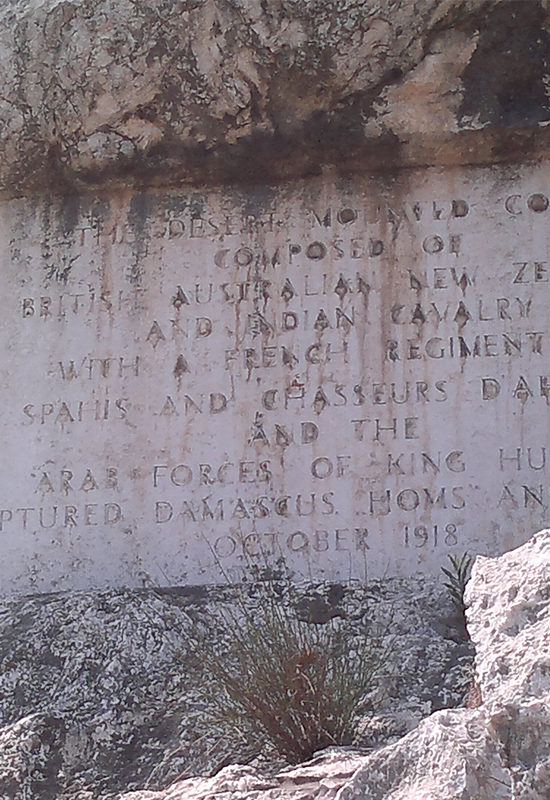 THE DESERT MOUNTED CO
COMPOSED OF
BRITISH AUSTRALIAN NEW ZE
AND INDIAN CAVALRY
WITH A FRENCH REGIMENT
SPAHIS AND CHASSEURS D'A
AND THE
ARAB FORCES OF KING HU
PTURED DAMASCUS HOMS AN
OCTOBER 1918